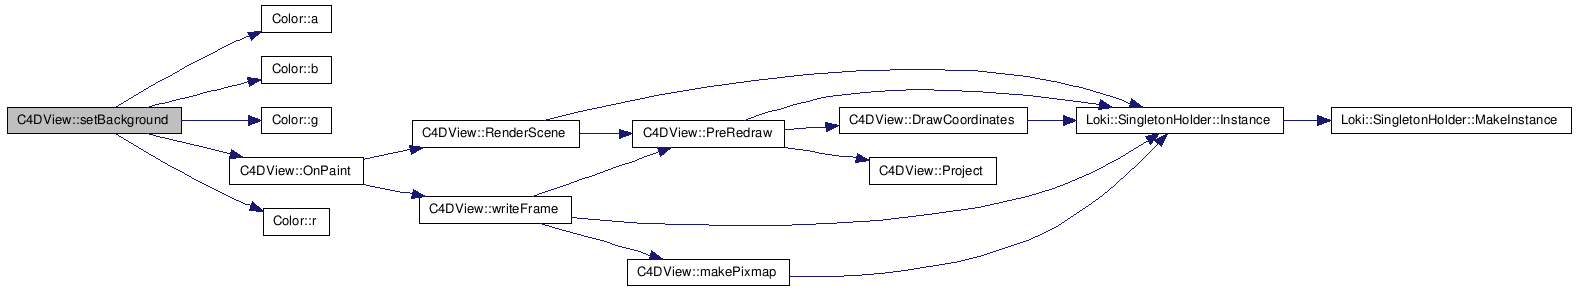 C4DView::setBackground
Color::a
Color::b
Color::g
C4DView::OnPaint
Color::r
C4DView::RenderScene
C4DView::writeFrame
C4DView::PreRedraw
C4DView::makePixmap
C4DView::DrawCoordinates
C4DView::Project
Loki::SingletonHolder::Instance
Loki::SingletonHolder::MakeInstance